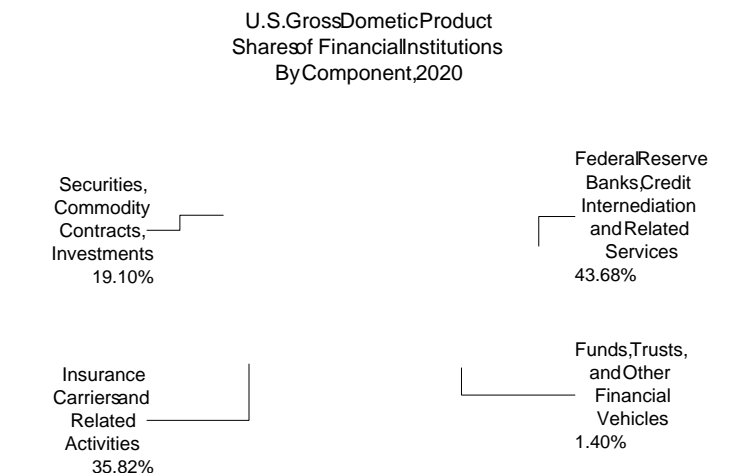 U.S.GrossDometicProduct
Sharesof FinancialInstitutions
ByComponent,2020
Securities,
Commodity
Contracts,
Investments
19.10%
FederalReserve
Banks,Credit
Internediation
andRelated
Services
43.68%
Insurance
Carriersand
Related
Activities
35.82%
Funds,Trusts,
andOther
Financial
Vehicles
1.40%